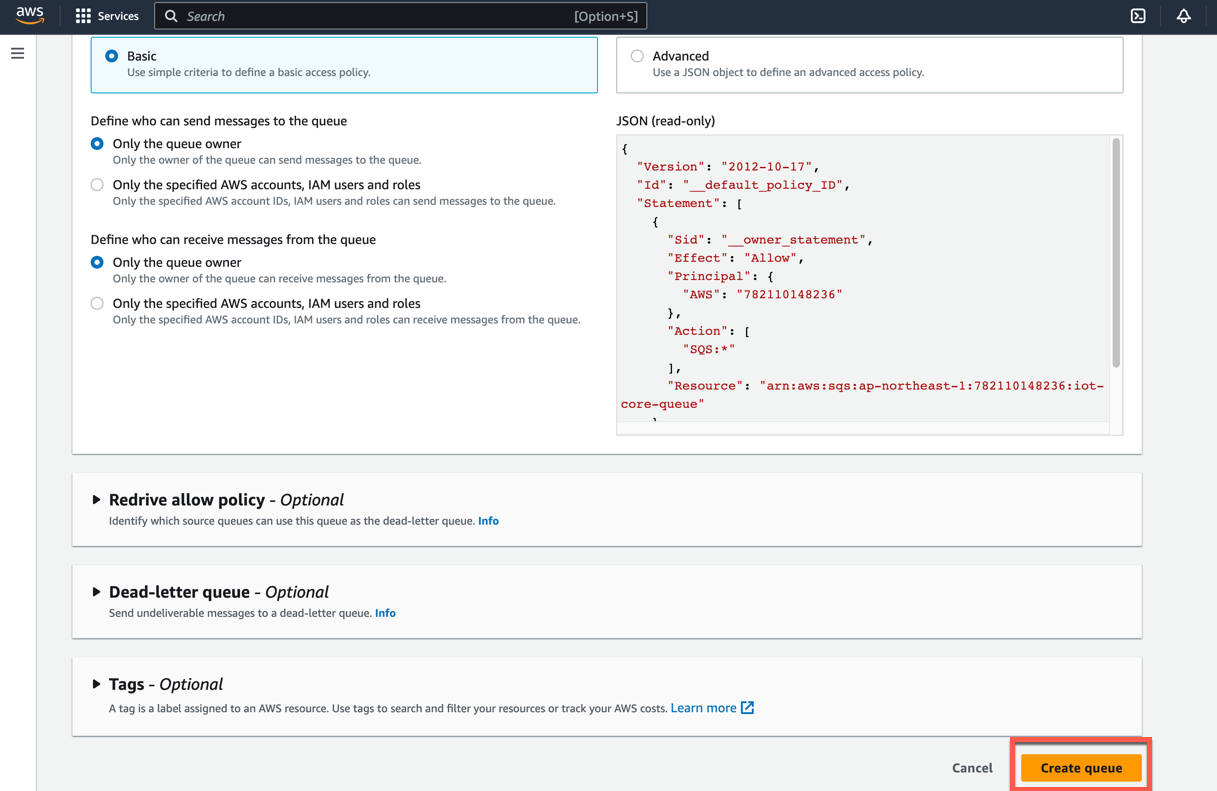 aws
Services
Search
[Option+S]
Basic
Use simple criteria to define a basic access policy.
Advanced
Use a JSON object to define an advanced access policy.
Define who can send messages to the queue
Only the queue owner
Only the owner of the queue can send messages to the queue.
Only the specified AWS accounts, IAM users and roles
Only the specified AWS account IDs, IAM users and roles can send messages to the queue.
Define who can receive messages from the queue
Only the queue owner
Only the owner of the queue can receive messages from the queue.
Only the specified AWS accounts, IAM users and roles
Only the specified AWS account IDs, IAM users and roles can receive messages from the queue.
JSON (read-only)
{
"Version": "2012-10-17",
"Id": "__default_policy_ID",
"Statement": [
{
"Sid": "__owner_statement",
"Effect": "Allow",
"Principal": {
"AWS": "782110148236"
},
"Action": [
"SQS:*"
],
"Resource": "arn:aws:sqs:ap-northeast-1:782110148236:iot-
core-queue"
Redrive allow policy - Optional
Identify which source queues can use this queue as the dead-letter queue. Info
Dead-letter queue - Optional
Send undeliverable messages to a dead-letter queue. Info
Tags - Optional
A tag is a label assigned to an AWS resource. Use tags to search and filter your resources or track your AWS costs. Learn more
Cancel
Create queue